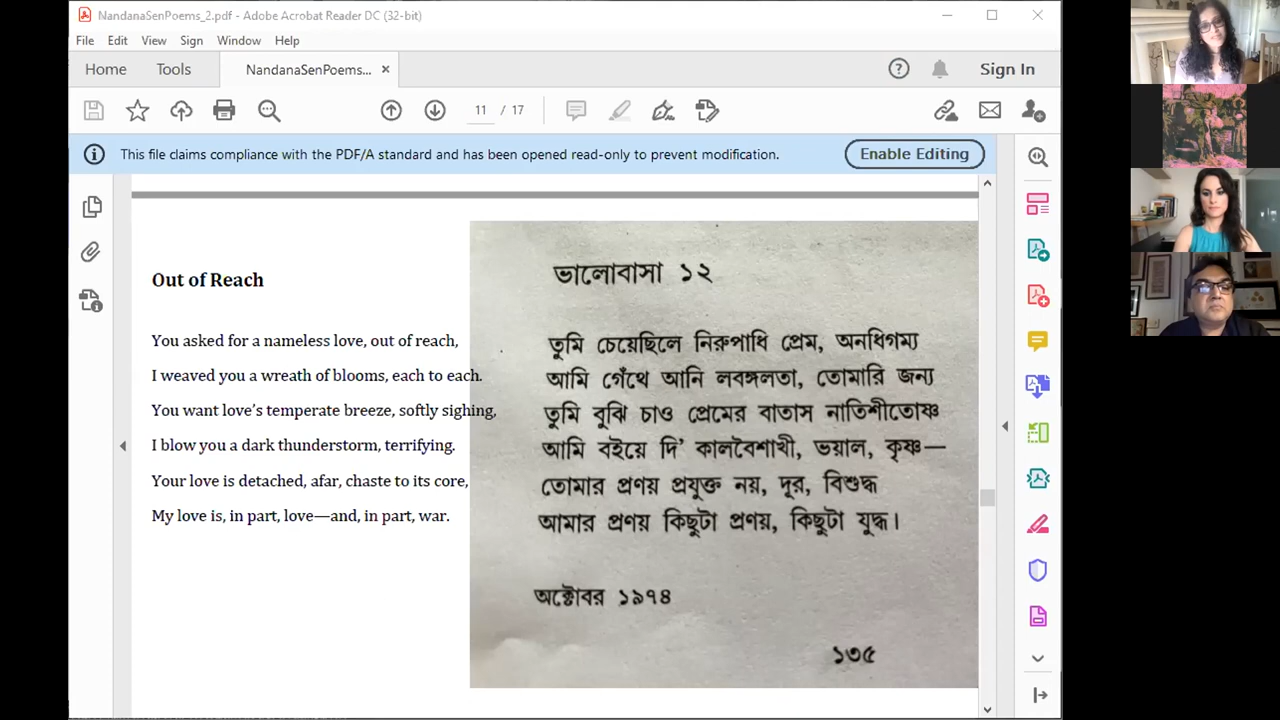 NandanaSenPoems_2.pdf - Adobe Acrobat Reader DC (32-bit)
File Edit View Sign Window Help
Home Tools NandanaSenPoems... × Sign In
11 / 17
This file claims compliance with the PDF/A standard and has been opened read-only to prevent modification. Enable Editing
Out of Reach
You asked for a nameless love, out of reach,
I weaved you a wreath of blooms, each to each.
You want love's temperate breeze, softly sighing,
I blow you a dark thunderstorm, terrifying.
Your love is detached, afar, chaste to its core,
My love is, in part, love—and, in part, war.
ভালোবাসা ১২
তুমি চেয়েছিলে নিরুপাধি প্রেম, অনধিগম্য
আমি গেঁথে আনি লবঙ্গলতা, তোমারি জন্য
তুমি বুঝি চাও প্রেমের বাতাস নাতিশীতোষ্ণ
আমি বইয়ে দি' কালবৈশাখী, ভয়াল, কৃষ্ণ—
তোমার প্রণয় প্রযুক্ত নয়, দূর, বিশুদ্ধ
আমার প্রণয় কিছুটা প্রণয়, কিছুটা যুদ্ধ।
অক্টোবর ১৯৭৪
১৩৫